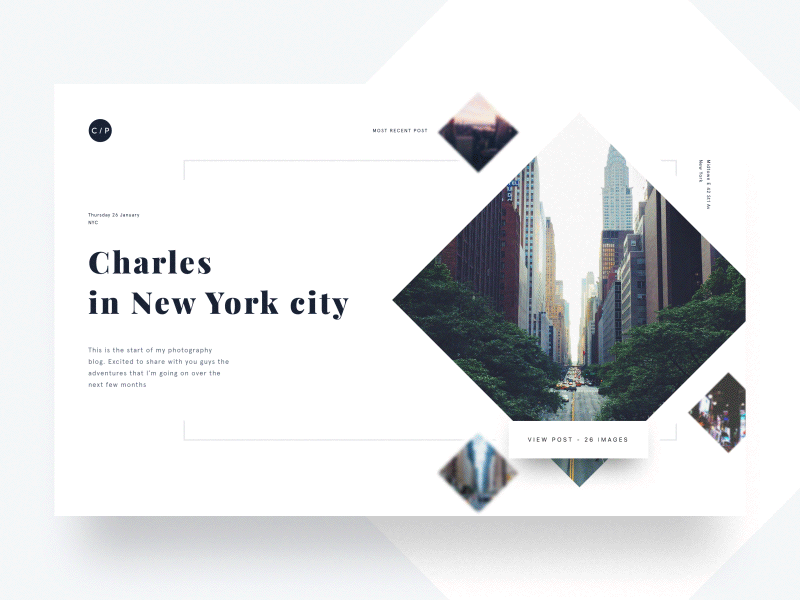 C / P
MOST RECENT POST
Midtown E 42 St1 Av
New York
Thursday 26 January
NYC
Charles
in New York city
This is the start of my photography
blog. Excited to share with you guys the
adventures that I'm going on over the
next few months
VIEW POST - 26 IMAGES